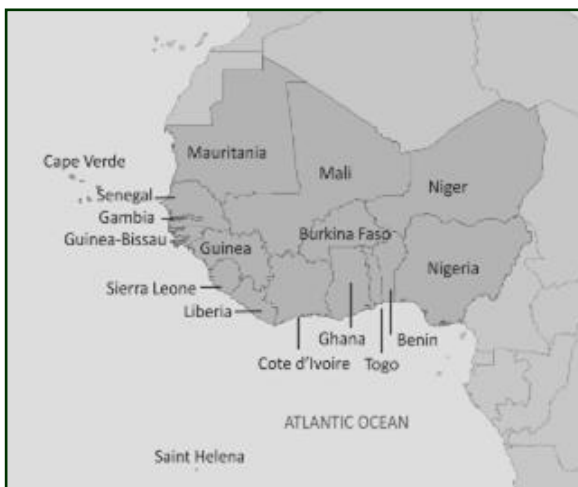 Mauritania
Cape Verde
Mali
Senegal
Niger
Gambia
Guinea-Bissau
Burkina Faso
Guinea
Nigeria
Sierra Leone
Liberia
Ghana
Benin
Cote d'Ivoire
Togo
ATLANTIC OCEAN
Saint Helena